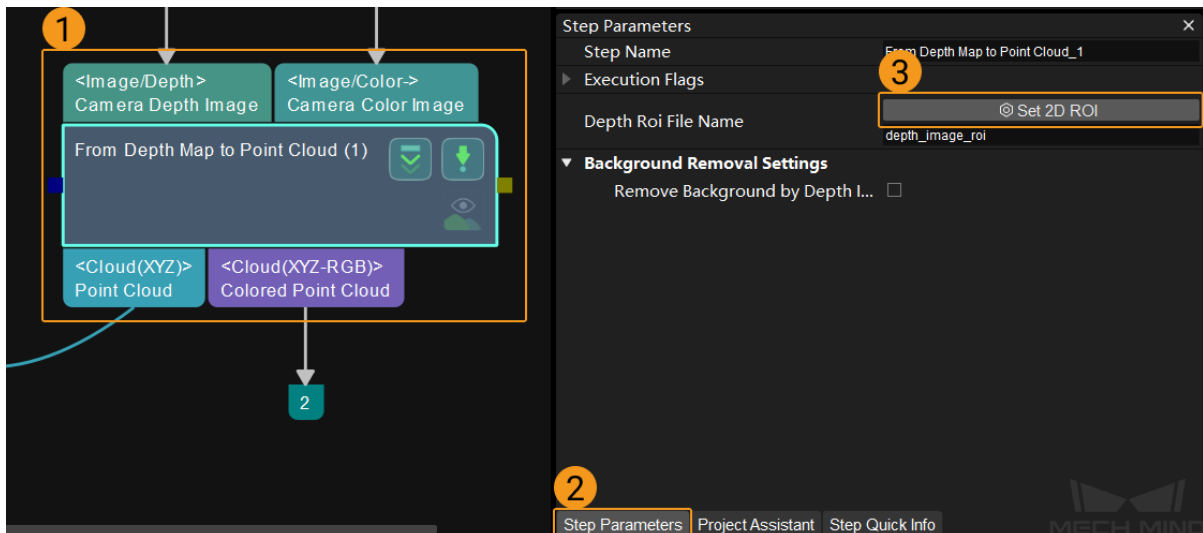 1
<Image/Depth>
Camera Depth Image
<Image/Color->
Camera Color Image
From Depth Map to Point Cloud (1)
<Cloud(XYZ)>
Point Cloud
<Cloud(XYZ-RGB)>
Colored Point Cloud
2
Step Parameters
Step Name
From Depth Map to Point Cloud_1
Execution Flags
3
Depth Roi File Name
Set 2D ROI
depth_image_roi
Background Removal Settings
Remove Background by Depth I...
2
Step Parameters
Project Assistant
Step Quick Info
MECH MIND